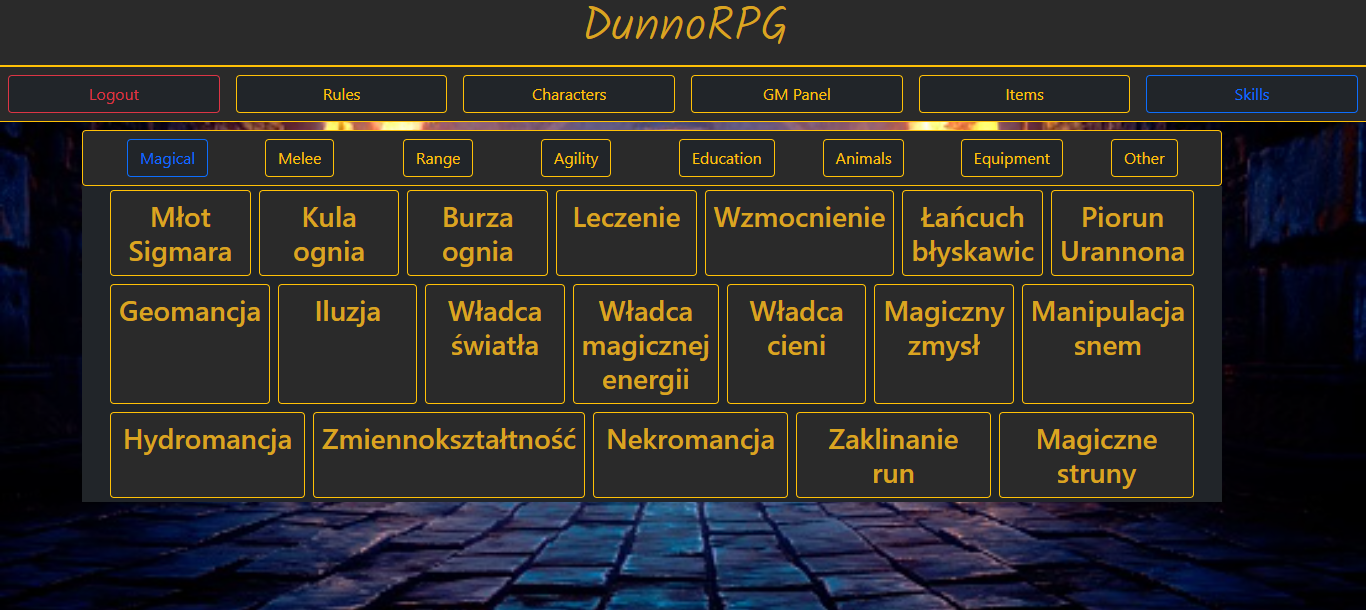 DunnoRPG
Logout Rules Characters GM Panel Items Skills
Magical Melee Range Agility Education Animals Equipment Other
Młot Kula Burza Leczenie Wzmocnienie Łańcuch Piorun
Sigmara ognia ognia błyskawic Urannona
Geomancja Iluzja Władca Władca Władca Magiczny Manipulacja
światła magicznej cieni zmysł snem
energii
Hydromancja Zmiennokształtność Nekromancja Zaklinanie Magiczne
run struny